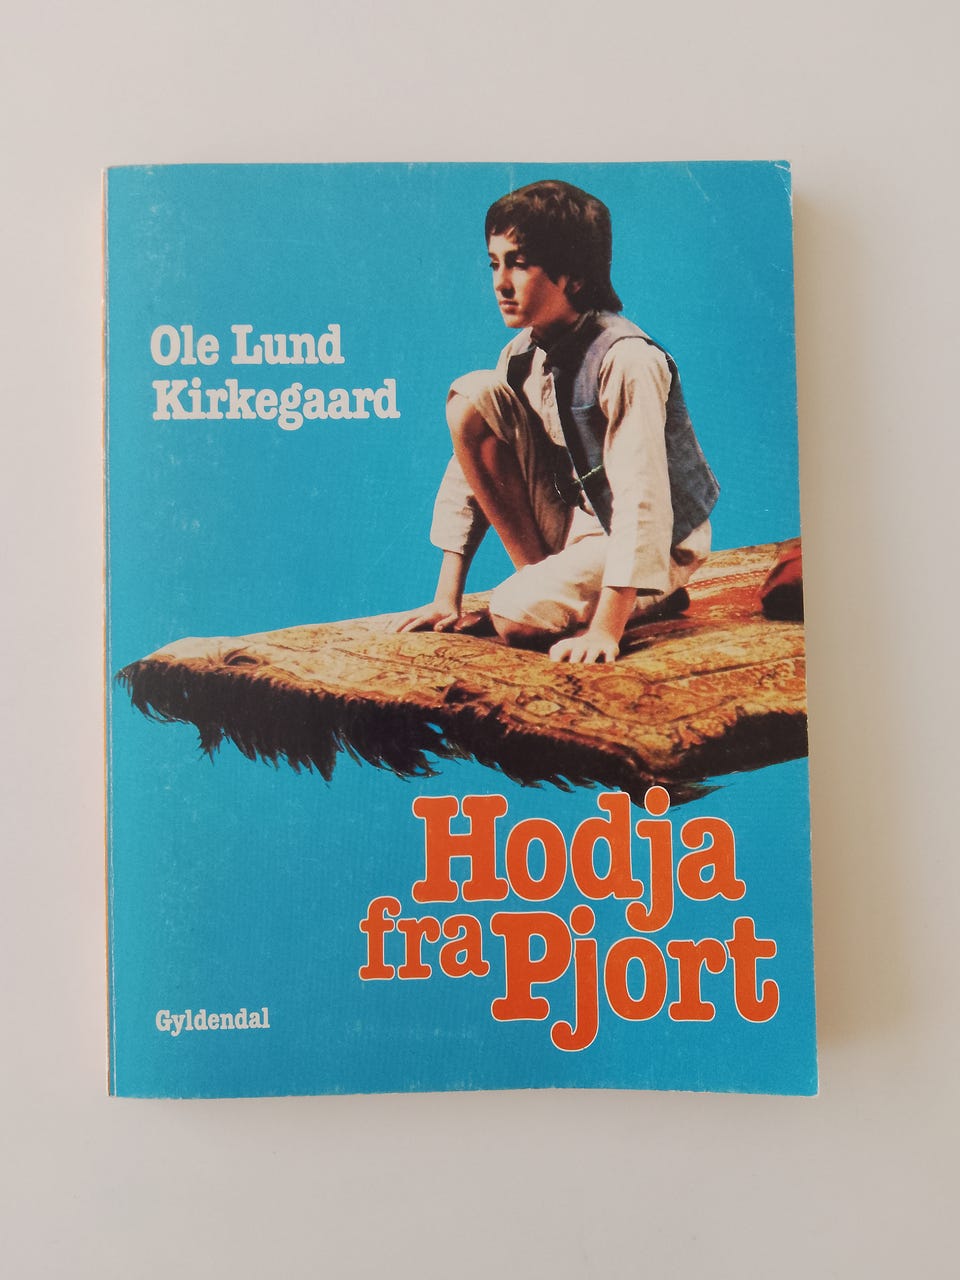 Ole Lund
Kirkegaard
Hodja
fra Pjort
Gyldendal